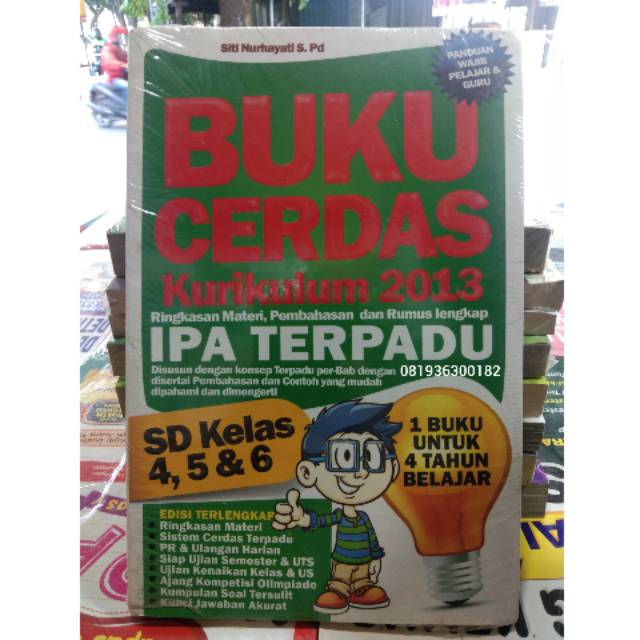 Siti Nurhayati S. Pd
PANDUAN
WAJIB
PELAJAR &
GURU
BUKU
CERDAS
Kurikulum 2013
Ringkasan Materi, Pembahasan dan Rumus lengkap
IPA TERPADU
Disusun dengan konsep Terpadu per-Bab dengan
disertai Pembahasan dan Contoh yang mudah
dipahami dan dimengerti
081936300182
SD Kelas
4, 5 & 6
1 BUKU
UNTUK
4 TAHUN
BELAJAR
EDISI TERLENGKAP
Ringkasan Materi
Sistem Cerdas Terpadu
PR & Ulangan Harian
Siap Ujian Semester & UTS
Ujian Kenaikan Kelas & US
Ajang Kompetisi Olimpiade
Kumpulan Soal Tersulit
Kunci Jawaban Akurat